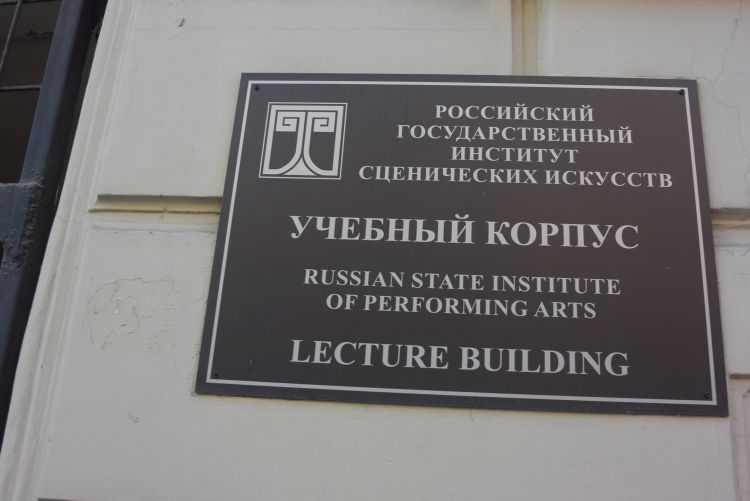 РОССИЙСКИЙ
ГОСУДАРСТВЕННЫЙ
ИНСТИТУТ
СЦЕНИЧЕСКИХ ИСКУССТВ
УЧЕБНЫЙ КОРПУС
RUSSIAN STATE INSTITUTE
OF PERFORMING ARTS
LECTURE BUILDING